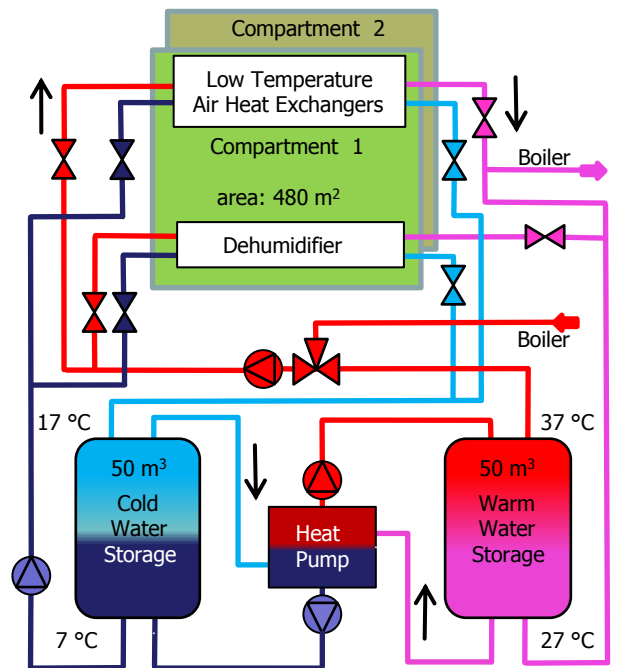 Compartment 2
Low Temperature
Air Heat Exchangers
Compartment 1
area: 480 m²
Dehumidifier
Boiler
Boiler
17 °C
37 °C
50 m³
Cold
Water
Storage
Heat
Pump
50 m³
Warm
Water
Storage
7 °C
27 °C